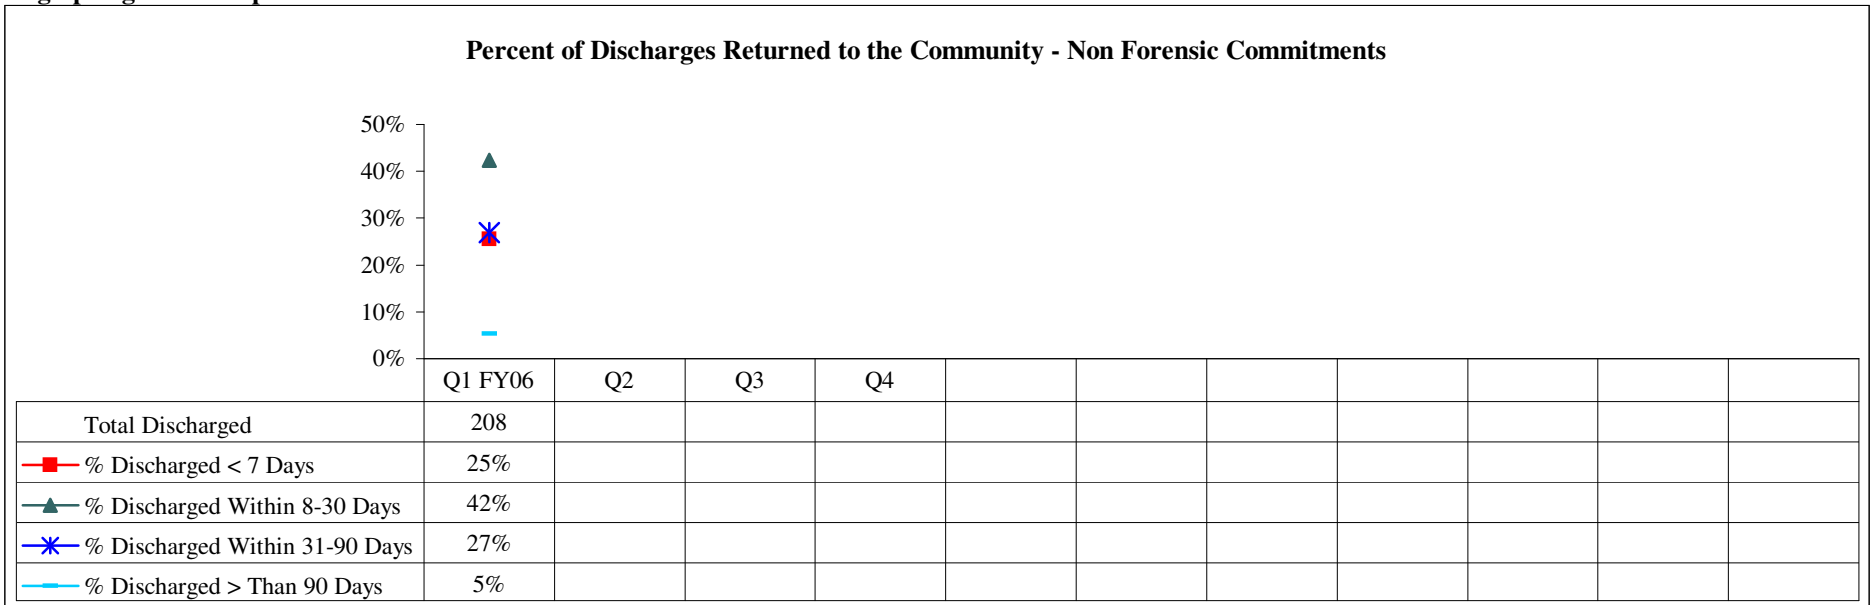 Percent of Discharges Returned to the Community - Non Forensic Commitments
50%
40%
30%
20%
10%
0%
Q1 FY06 Q2 Q3 Q4
Total Discharged 208
% Discharged < 7 Days 25%
% Discharged Within 8-30 Days 42%
% Discharged Within 31-90 Days 27%
% Discharged > Than 90 Days 5%